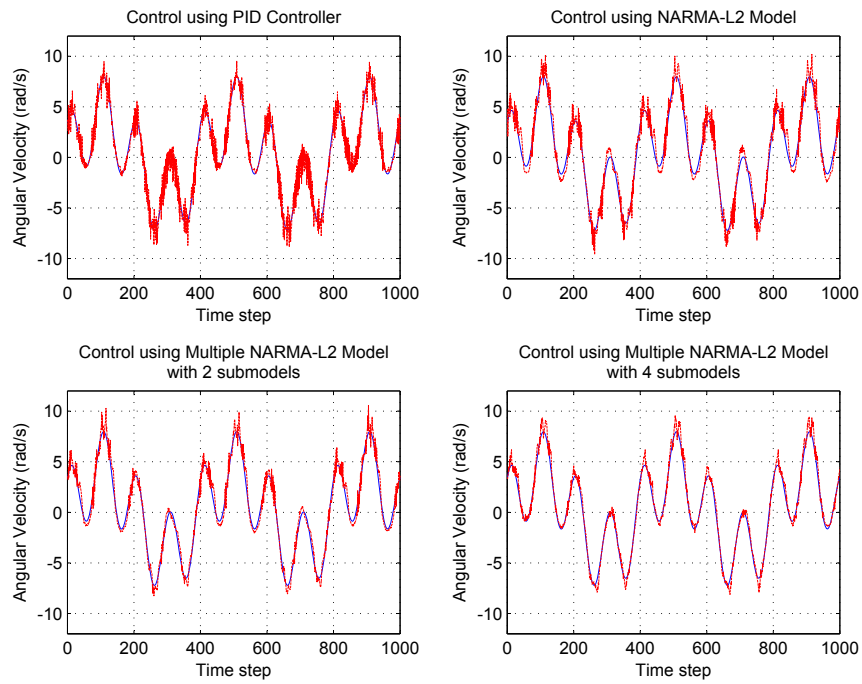 Control using PID Controller
10
5
0
-5
-10
Angular Velocity (rad/s)
0 200 400 600 800 1000
Time step
Control using NARMA-L2 Model
10
5
0
-5
-10
Angular Velocity (rad/s)
0 200 400 600 800 1000
Time step
Control using Multiple NARMA-L2 Model
with 2 submodels
10
5
0
-5
-10
Angular Velocity (rad/s)
0 200 400 600 800 1000
Time step
Control using Multiple NARMA-L2 Model
with 4 submodels
10
5
0
-5
-10
Angular Velocity (rad/s)
0 200 400 600 800 1000
Time step